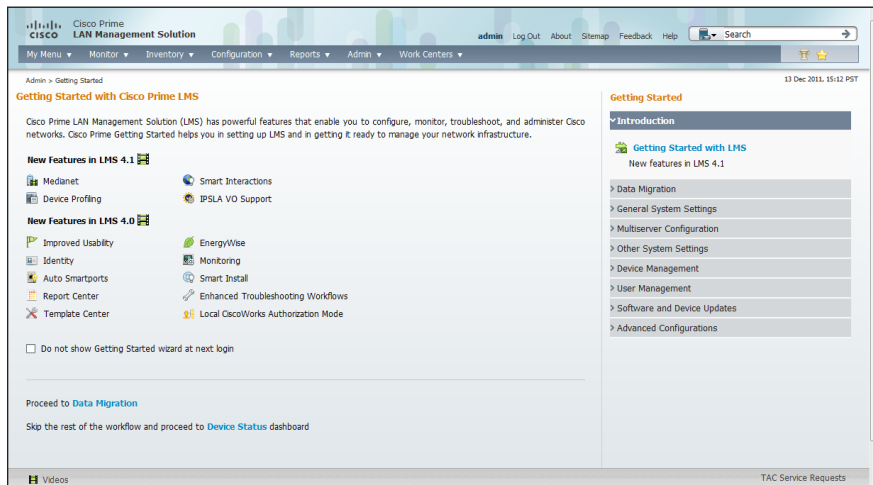 CISCO
Cisco Prime
LAN Management Solution
admin Log Out About Sitemap Feedback Help Search
My Menu Monitor Inventory Configuration Reports Admin Work Centers
Admin > Getting Started
13 Dec 2011, 15:12 PST
Getting Started with Cisco Prime LMS
Cisco Prime LAN Management Solution (LMS) has powerful features that enable you to configure, monitor, troubleshoot, and administer Cisco
networks. Cisco Prime Getting Started helps you in setting up LMS and in getting it ready to manage your network infrastructure.
New Features in LMS 4.1
Medianet
Smart Interactions
Device Profiling
IPSLA VO Support
New Features in LMS 4.0
Improved Usability
EnergyWise
Identity
Monitoring
Auto Smartports
Smart Install
Report Center
Enhanced Troubleshooting Workflows
Template Center
Local CiscoWorks Authorization Mode
Do not show Getting Started wizard at next login
Proceed to Data Migration
Skip the rest of the workflow and proceed to Device Status dashboard
Getting Started
Introduction
Getting Started with LMS
New features in LMS 4.1
Data Migration
General System Settings
Multiserver Configuration
Other System Settings
Device Management
User Management
Software and Device Updates
Advanced Configurations
Videos
TAC Service Requests